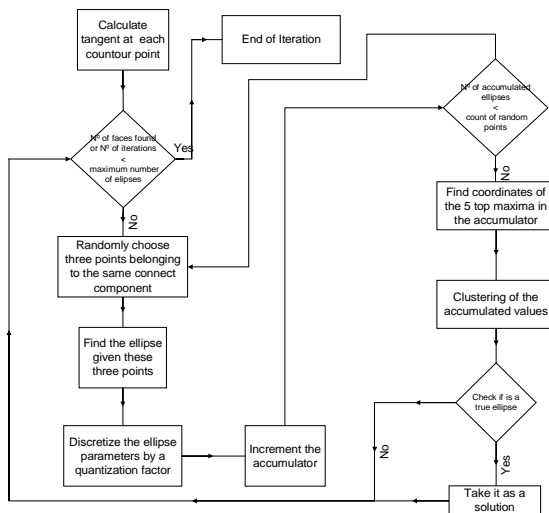 Calculate
tangent at each
countour point
End of Iteration
Nº of faces found
or Nº of iterations
<
maximum number
of elipses
Yes
No
Randomly choose
three points belonging
to the same connect
component
Find the ellipse
given these
three points
Discretize the ellipse
parameters by a
quantization factor
Increment the
accumulator
Nº of accumulated
ellipses
<
count of random
points
No
Find coordinates of
the 5 top maxima in
the accumulator
Clustering of the
accumulated values
Check if is a
true ellipse
No
Yes
Take it as a
solution